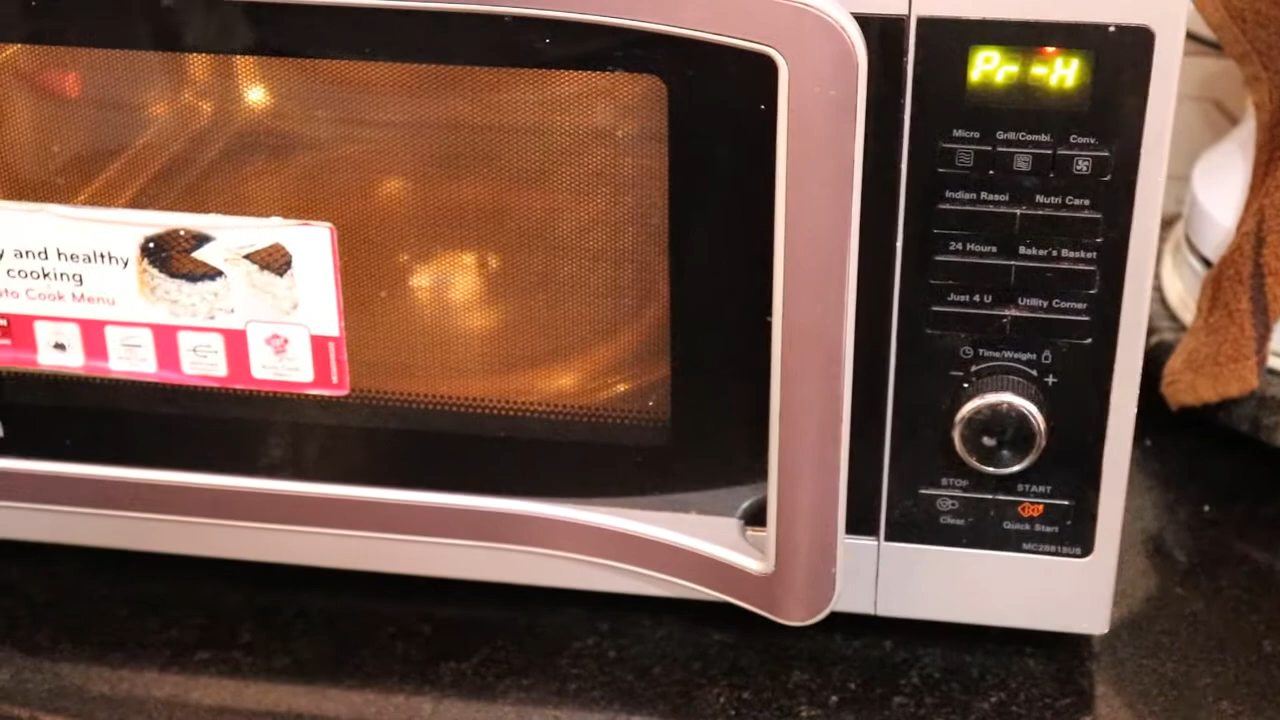 Pr-H
Micro Grill/Combi. Conv.
Indian Rasoi Nutri Care
24 Hours Baker's Basket
Just 4 U Utility Corner
Time/Weight
− +
STOP START
Clear Quick Start
y and healthy
cooking
to Cook Menu